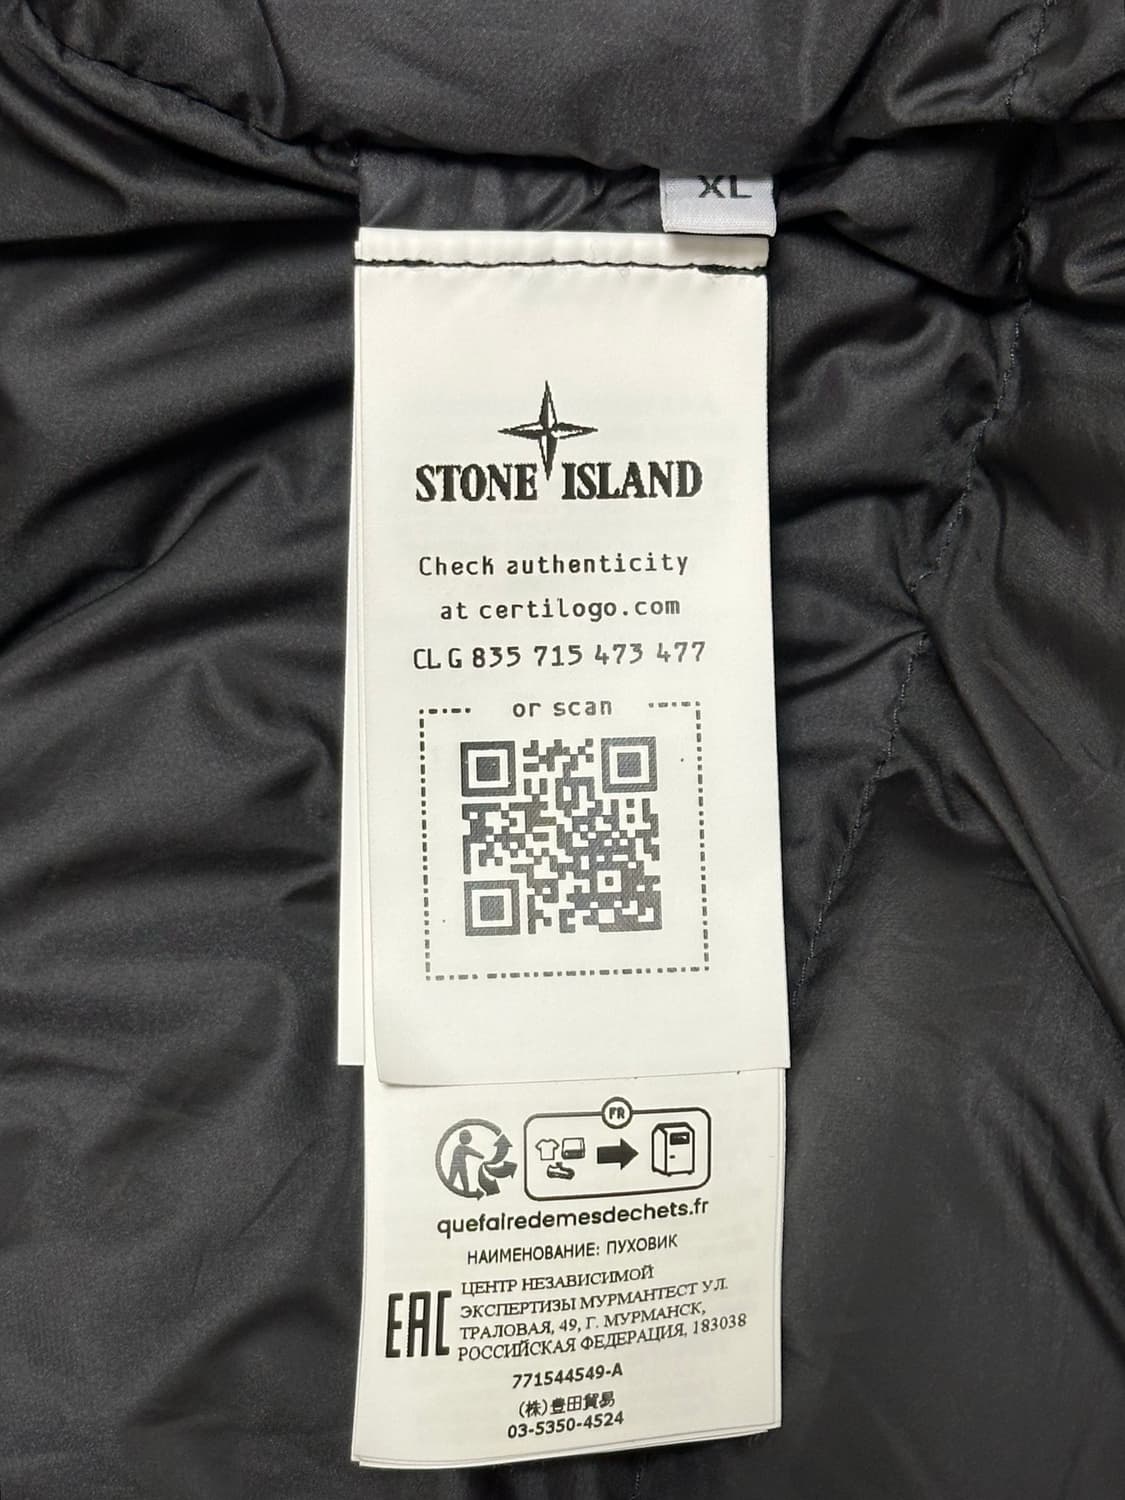 XL
STONE ISLAND
Check authenticity
at certilogo.com
CLG 835 715 473 477
or scan
FR
quefairedemesdechets.fr
НАИМЕНОВАНИЕ: ПУХОВИК
EAC
ЦЕНТР НЕЗАВИСИМОЙ
ЭКСПЕРТИЗЫ МУРМАНТЕСТ УЛ.
ТРАЛОВАЯ, 49, Г. МУРМАНСК,
РОССИЙСКАЯ ФЕДЕРАЦИЯ, 183038
771544549-A
(株)豊田貿易
03-5350-4524